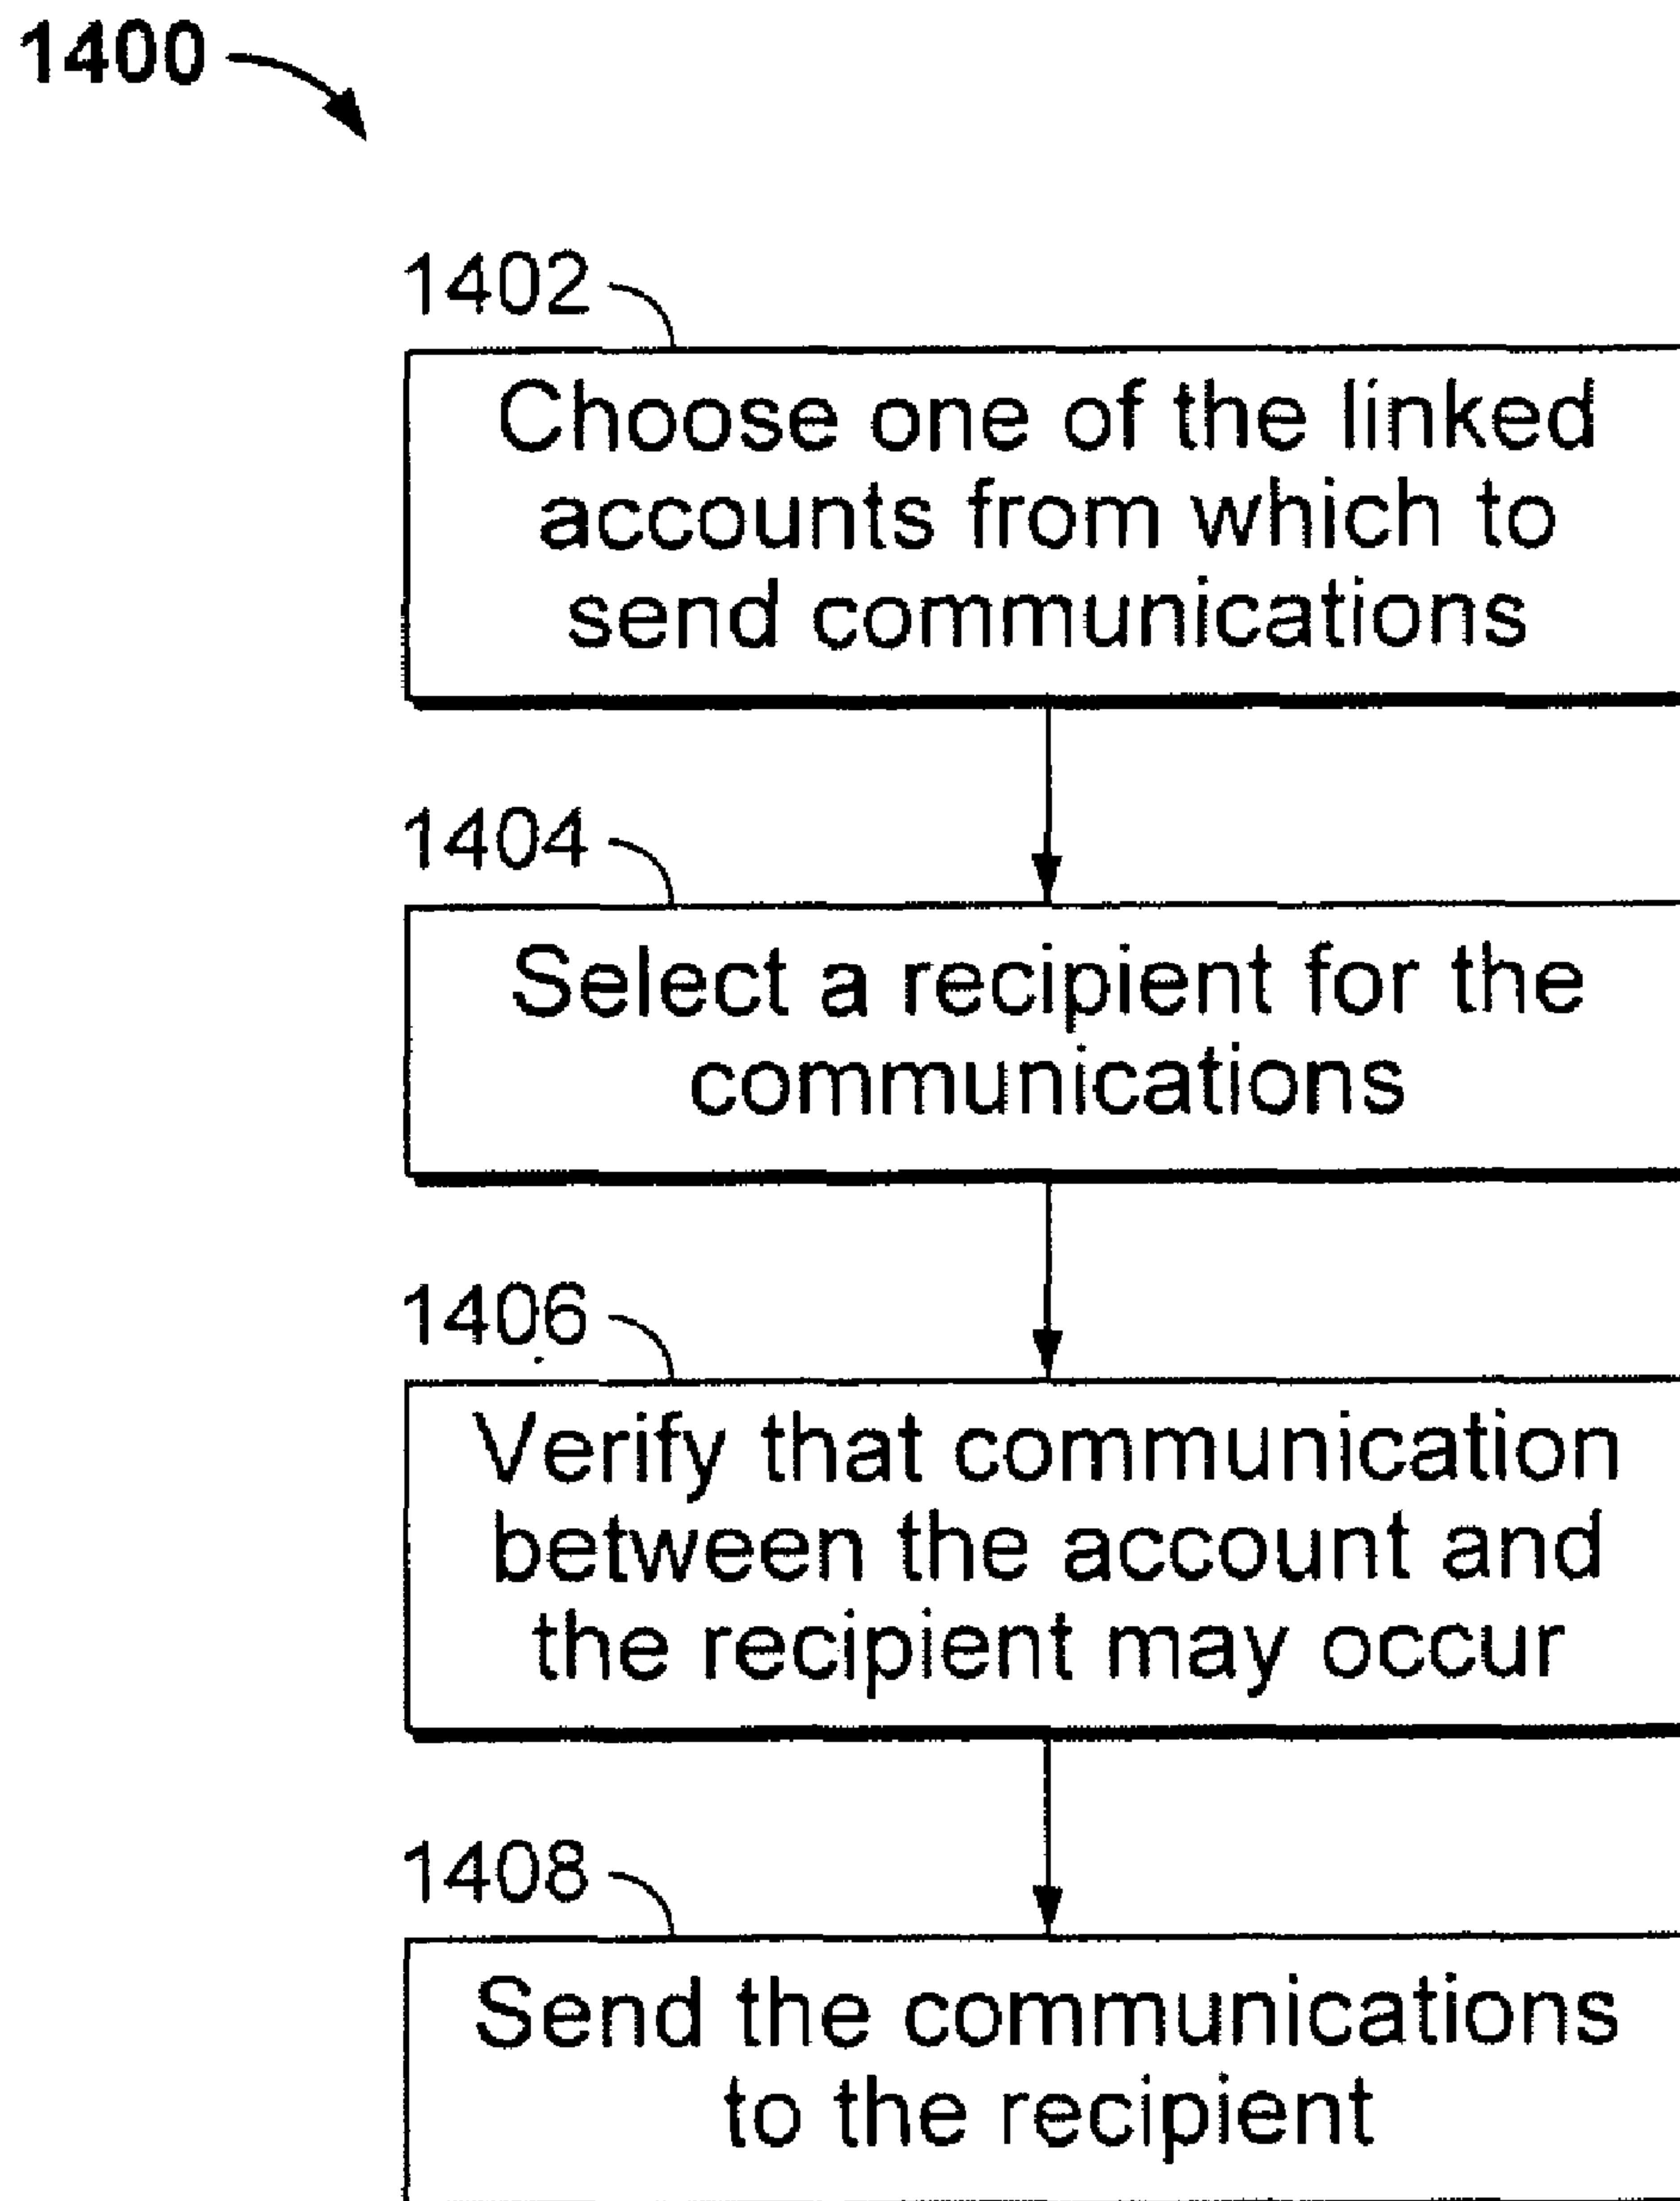 1400
1402
Choose one of the linked
accounts from which to
send communications
1404
Select a recipient for the
communications
1406
Verify that communication
between the account and
the recipient may occur
1408
Send the communications
to the recipient